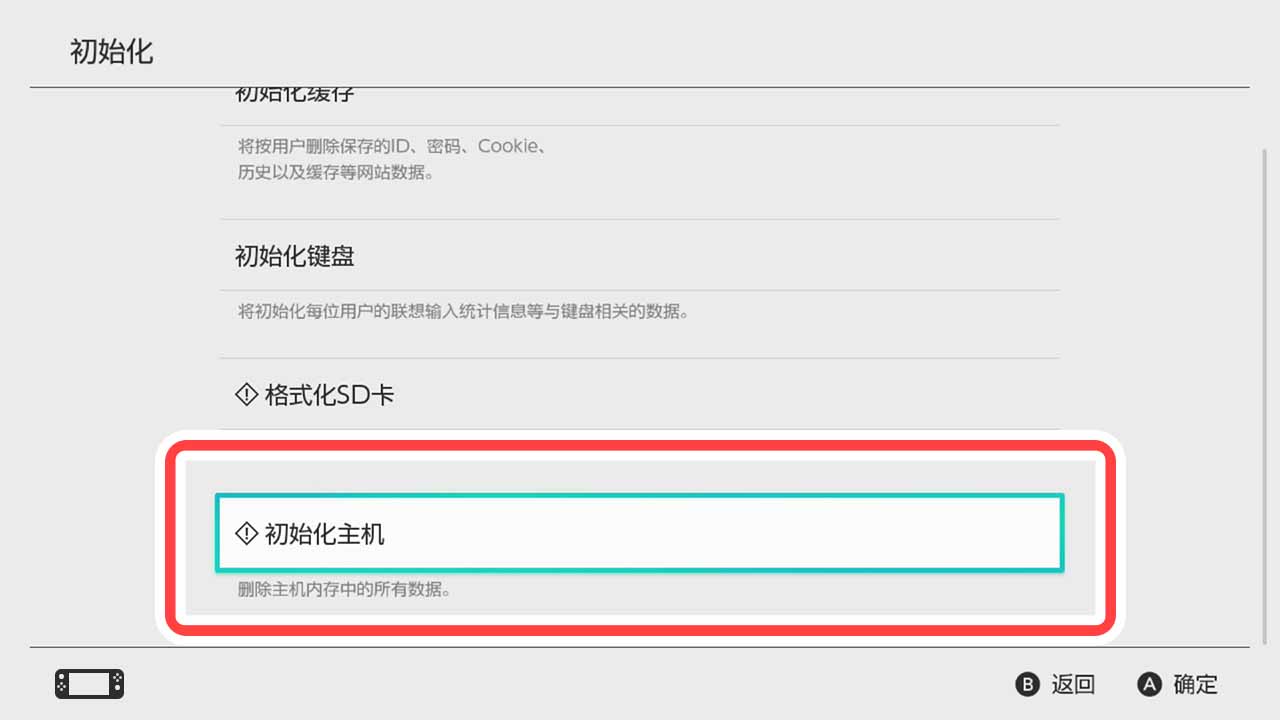 初始化
初始化缓存
将按用户删除保存的ID、密码、Cookie、
历史以及缓存等网站数据。
初始化键盘
将初始化每位用户的联想输入统计信息等与键盘相关的数据。
格式化SD卡
初始化主机
删除主机内存中的所有数据。
B 返回 A 确定